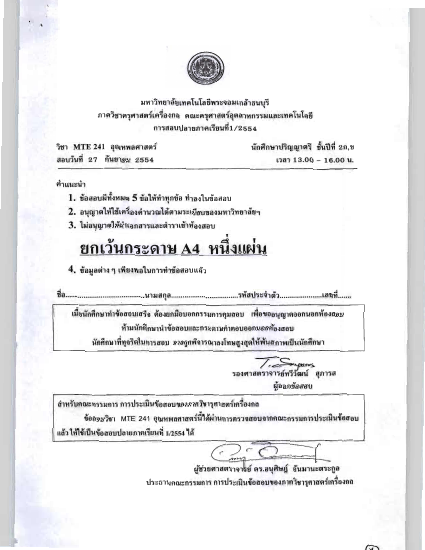 มหาวิทยาลัยเทคโนโลยีพระจอมเกล้าธนบุรี
ภาควิชาครุศาสตร์เครื่องกล คณะครุศาสตร์อุตสาหกรรมและเทคโนโลยี
การสอบปลายภาคเรียนที่1/2554
วิชา MTE 241 อุณหพลศาสตร์ นักศึกษาปริญญาตรี ชั้นปีที่ 2ก,ข
สอบวันที่ 27 กันยายน 2554 เวลา 13.00 - 16.00 น.
คำแนะนำ
1. ข้อสอบมีทั้งหมด 5 ข้อให้ทำทุกข้อ ทำลงในข้อสอบ
2. อนุญาตให้ใช้เครื่องคำนวณได้ตามระเบียบของมหาวิทยาลัยฯ
3. ไม่อนุญาตให้นำเอกสารและตำราเข้าห้องสอบ
ยกเว้นกระดาษ A4 หนึ่งแผ่น
4. ข้อมูลต่าง ๆ เพียงพอในการทำข้อสอบแล้ว
ชื่อ..............................นามสกุล..............................รหัสประจำตัว....................เลขที่.......
เมื่อนักศึกษาทำข้อสอบเสร็จ ต้องยกมือบอกกรรมการคุมสอบ เพื่อขออนุญาตออกนอกห้องสอบ
ห้ามนักศึกษานำข้อสอบและกระดาษคำตอบออกนอกห้องสอบ
นักศึกษาที่ทุจริตในการสอบ อาจถูกพิจารณาลงโทษสูงสุดให้พ้นสภาพเป็นนักศึกษา
รองศาสตราจารย์ทวีวัฒน์ สุภารส
ผู้ออกข้อสอบ
สำหรับคณะกรรมการ การประเมินข้อสอบของภาควิชาครุศาสตร์เครื่องกล
ข้อสอบวิชา MTE 241 อุณหพลศาสตร์นี้ได้ผ่านการตรวจสอบจากคณะกรรมการการประเมินข้อสอบ
แล้ว ให้ใช้เป็นข้อสอบปลายภาคเรียนที่ 1/2554 ได้
ผู้ช่วยศาสตราจารย์ ดร.อนุศิษฏ์ อันมานะตระกูล
ประธานคณะกรรมการ การประเมินข้อสอบของภาควิชาครุศาสตร์เครื่องกล